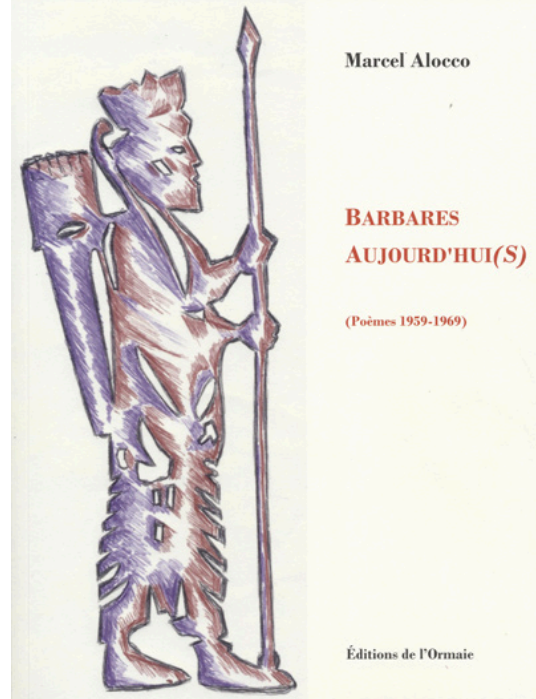 Marcel Alocco
BARBARES
AUJOURD'HUI(S)
(Poèmes 1959-1969)
Éditions de l'Ormaie